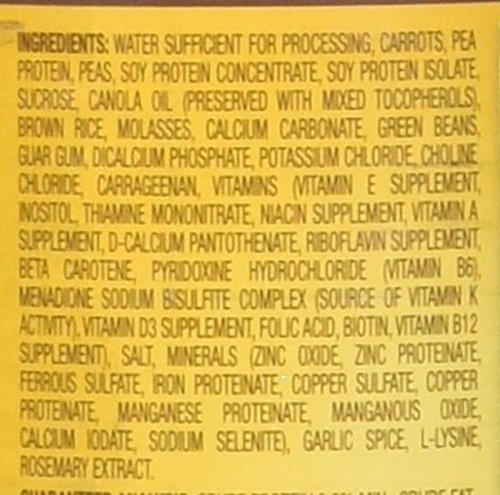 INGREDIENTS: WATER SUFFICIENT FOR PROCESSING, CARROTS, PEA
PROTEIN, PEAS, SOY PROTEIN CONCENTRATE, SOY PROTEIN ISOLATE,
SUCROSE, CANOLA OIL (PRESERVED WITH MIXED TOCOPHEROLS),
BROWN RICE, MOLASSES, CALCIUM CARBONATE, GREEN BEANS,
GUAR GUM, DICALCIUM PHOSPHATE, POTASSIUM CHLORIDE, CHOLINE
CHLORIDE, CARRAGEENAN, VITAMINS (VITAMIN E SUPPLEMENT,
INOSITOL, THIAMINE MONONITRATE, NIACIN SUPPLEMENT, VITAMIN A
SUPPLEMENT, D-CALCIUM PANTOTHENATE, RIBOFLAVIN SUPPLEMENT,
BETA CAROTENE, PYRIDOXINE HYDROCHLORIDE (VITAMIN B6),
MENADIONE SODIUM BISULFITE COMPLEX (SOURCE OF VITAMIN K
ACTIVITY), VITAMIN D3 SUPPLEMENT, FOLIC ACID, BIOTIN, VITAMIN B12
SUPPLEMENT), SALT, MINERALS (ZINC OXIDE, ZINC PROTEINATE,
FERROUS SULFATE, IRON PROTEINATE, COPPER SULFATE, COPPER
PROTEINATE, MANGANESE PROTEINATE, MANGANOUS OXIDE,
CALCIUM IODATE, SODIUM SELENITE), GARLIC SPICE, L-LYSINE,
ROSEMARY EXTRACT.